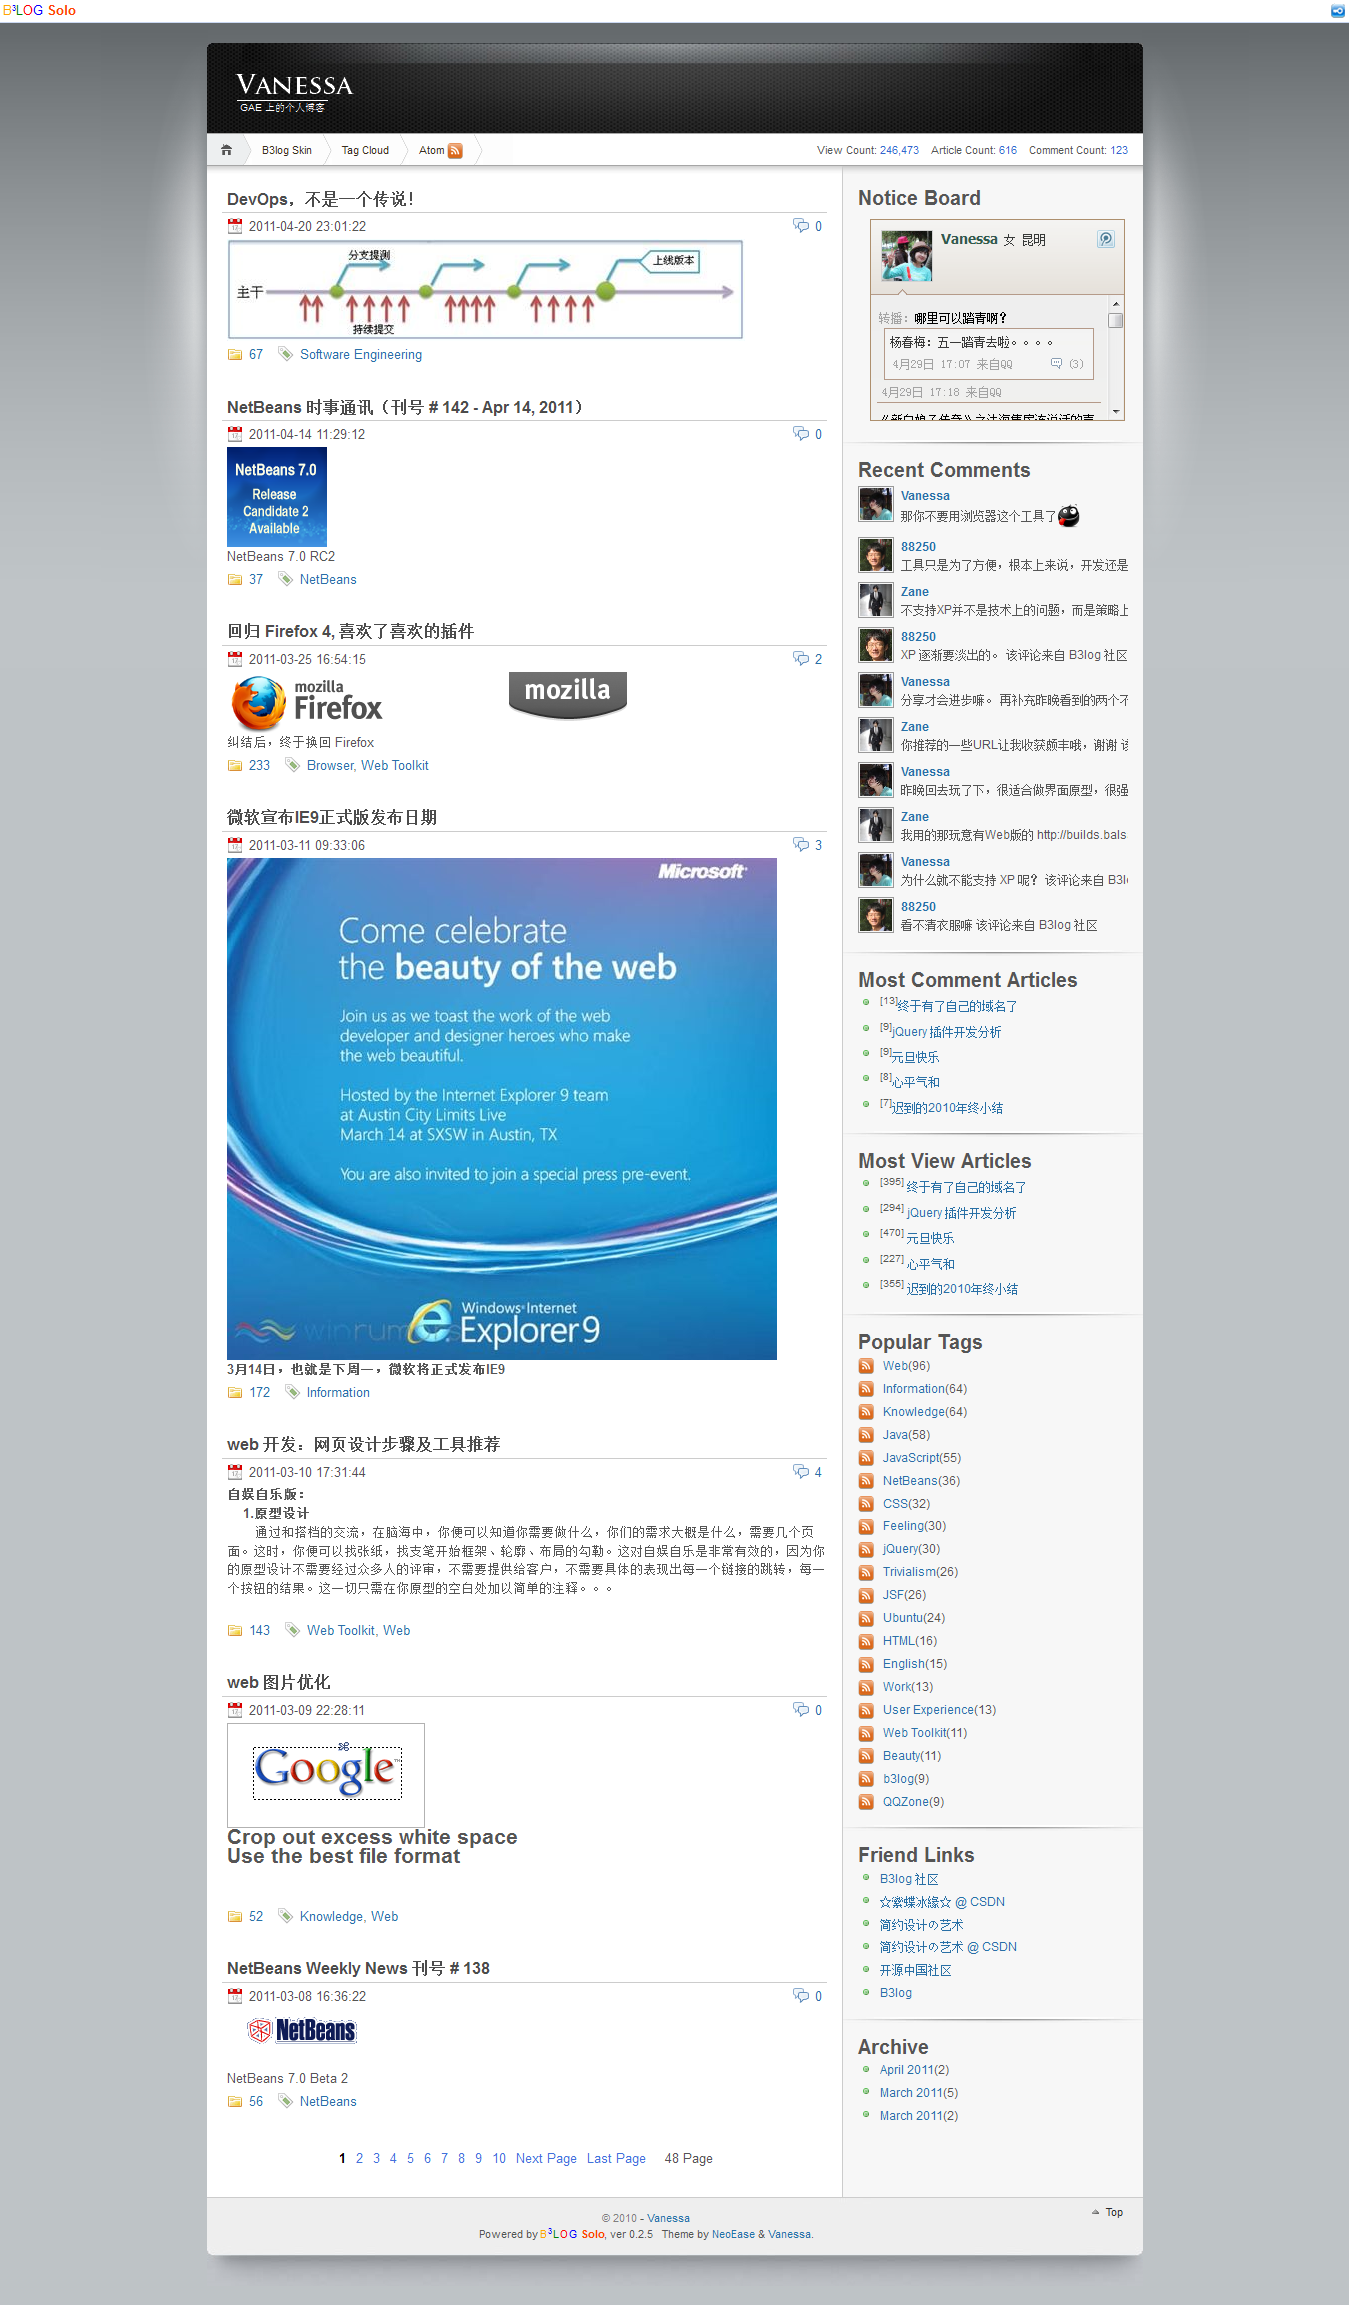 B³LOG Solo
VANESSA
GAE 上的个人博客
B3log Skin Tag Cloud Atom
View Count: 246,473 Article Count: 616 Comment Count: 123
DevOps，不是一个传说！
2011-04-20 23:01:22 0
分支提测
上线版本
主干
持续提交
67 Software Engineering
NetBeans 时事通讯（刊号 # 142 - Apr 14, 2011）
2011-04-14 11:29:12 0
NetBeans 7.0
Release
Candidate 2
Available
NetBeans 7.0 RC2
37 NetBeans
回归 Firefox 4, 喜欢了喜欢的插件
2011-03-25 16:54:15 2
mozilla
Firefox
mozilla
纠结后，终于换回 Firefox
233 Browser, Web Toolkit
微软宣布IE9正式版发布日期
2011-03-11 09:33:06 3
Microsoft
Come celebrate
the beauty of the web
Join us as we toast the work of the web
developer and designer heroes who make
the web beautiful.
Hosted by the Internet Explorer 9 team
at Austin City Limits Live
March 14 at SXSW in Austin, TX
You are also invited to join a special press pre-event.
winrumors
Windows Internet
Explorer 9
3月14日，也就是下周一，微软将正式发布IE9
172 Information
web 开发：网页设计步骤及工具推荐
2011-03-10 17:31:44 4
自娱自乐版：
1.原型设计
通过和搭档的交流，在脑海中，你便可以知道你需要做什么，你们的需求大概是什么，需要几个页
面。这时，你便可以找张纸，找支笔开始框架、轮廓、布局的勾勒。这对自娱自乐是非常有效的，因为你
的原型设计不需要经过众多人的评审，不需要提供给客户，不需要具体的表现出每一个链接的跳转，每一
个按钮的结果。这一切只需在你原型的空白处加以简单的注释。。。
143 Web Toolkit, Web
web 图片优化
2011-03-09 22:28:11 0
Google™
Crop out excess white space
Use the best file format
52 Knowledge, Web
NetBeans Weekly News 刊号 # 138
2011-03-08 16:36:22 0
NetBeans
NetBeans 7.0 Beta 2
56 NetBeans
1 2 3 4 5 6 7 8 9 10 Next Page Last Page 48 Page
Notice Board
Vanessa 女 昆明
转播：哪里可以踏青啊？
杨春梅：五一踏青去啦。。。。
4月29日 17:07 来自QQ (3)
4月29日 17:18 来自QQ
Recent Comments
Vanessa
那你不要用浏览器这个工具了
88250
工具只是为了方便，根本上来说，开发还是
Zane
不支持XP并不是技术上的问题，而是策略上
88250
XP 逐渐要淡出的。 该评论来自 B3log 社区
Vanessa
分享才会进步嘛。 再补充昨晚看到的两个不
Zane
你推荐的一些URL让我收获颇丰哦，谢谢 该
Vanessa
昨晚回去玩了下，很适合做界面原型，很强
Zane
我用的那玩意有Web版的 http://builds.bals
Vanessa
为什么就不能支持 XP 呢？ 该评论来自 B3l
88250
看不清衣服嘛 该评论来自 B3log 社区
Most Comment Articles
[13]终于有了自己的域名了
[9]jQuery 插件开发分析
[9]元旦快乐
[8]心平气和
[7]迟到的2010年终小结
Most View Articles
[395] 终于有了自己的域名了
[294] jQuery 插件开发分析
[470] 元旦快乐
[227] 心平气和
[355] 迟到的2010年终小结
Popular Tags
Web(96)
Information(64)
Knowledge(64)
Java(58)
JavaScript(55)
NetBeans(36)
CSS(32)
Feeling(30)
jQuery(30)
Trivialism(26)
JSF(26)
Ubuntu(24)
HTML(16)
English(15)
Work(13)
User Experience(13)
Web Toolkit(11)
Beauty(11)
b3log(9)
QQZone(9)
Friend Links
B3log 社区
☆紫蝶冰缘☆ @ CSDN
简约设计の艺术
简约设计の艺术 @ CSDN
开源中国社区
B3log
Archive
April 2011(2)
March 2011(5)
March 2011(2)
Top
© 2010 - Vanessa
Powered by B³LOG Solo, ver 0.2.5 Theme by NeoEase & Vanessa.